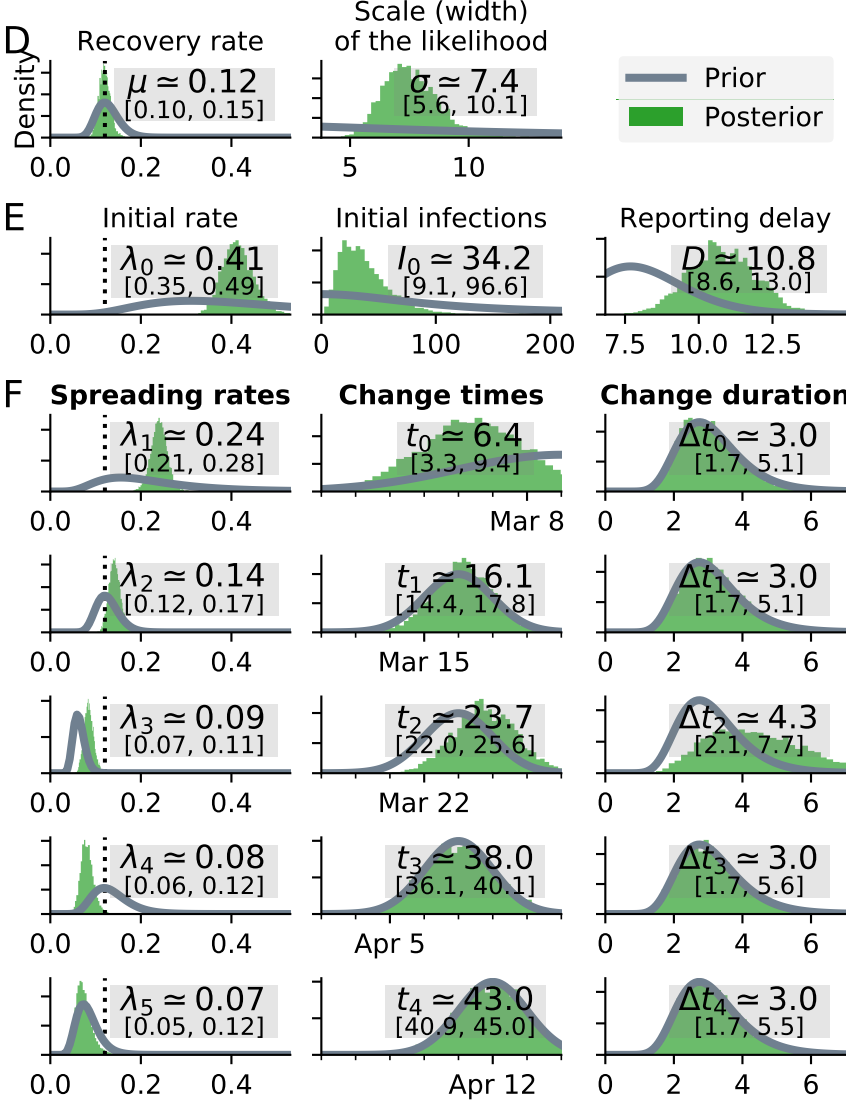 D
Recovery rate
Scale (width)
of the likelihood
Density
μ ≃ 0.12
[0.10, 0.15]
σ ≃ 7.4
[5.6, 10.1]
Prior
Posterior
0.0 0.2 0.4
5 10
E
Initial rate
Initial infections
Reporting delay
λ₀ ≃ 0.41
[0.35, 0.49]
I₀ ≃ 34.2
[9.1, 96.6]
D ≃ 10.8
[8.6, 13.0]
0.0 0.2 0.4
0 100 200
7.5 10.0 12.5
F
Spreading rates
Change times
Change duration
λ₁ ≃ 0.24
[0.21, 0.28]
t₀ ≃ 6.4
[3.3, 9.4]
Δt₀ ≃ 3.0
[1.7, 5.1]
0.0 0.2 0.4
Mar 8
0 2 4 6
λ₂ ≃ 0.14
[0.12, 0.17]
t₁ ≃ 16.1
[14.4, 17.8]
Δt₁ ≃ 3.0
[1.7, 5.1]
0.0 0.2 0.4
Mar 15
0 2 4 6
λ₃ ≃ 0.09
[0.07, 0.11]
t₂ ≃ 23.7
[22.0, 25.6]
Δt₂ ≃ 4.3
[2.1, 7.7]
0.0 0.2 0.4
Mar 22
0 2 4 6
λ₄ ≃ 0.08
[0.06, 0.12]
t₃ ≃ 38.0
[36.1, 40.1]
Δt₃ ≃ 3.0
[1.7, 5.6]
0.0 0.2 0.4
Apr 5
0 2 4 6
λ₅ ≃ 0.07
[0.05, 0.12]
t₄ ≃ 43.0
[40.9, 45.0]
Δt₄ ≃ 3.0
[1.7, 5.5]
0.0 0.2 0.4
Apr 12
0 2 4 6